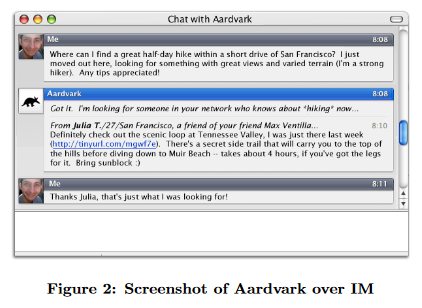 Chat with Aardvark
Me 8:08
Where can I find a great half-day hike within a short drive of San Francisco?  I just
moved out here, looking for something with great views and varied terrain (I'm a strong
hiker).  Any tips appreciated!
Aardvark 8:08
Got it.  I'm looking for someone in your network who knows about *hiking* now...
From Julia T./27/San Francisco, a friend of your friend Max Ventilla... 8:10
Definitely check out the scenic loop at Tennessee Valley, I was just there last week
(http://tinyurl.com/mgwf7e).  There's a secret side trail that will carry you to the top of
the hills before diving down to Muir Beach -- takes about 4 hours, if you've got the legs
for it.  Bring sunblock :)
Me 8:11
Thanks Julia, that's just what I was looking for!
Figure 2: Screenshot of Aardvark over IM